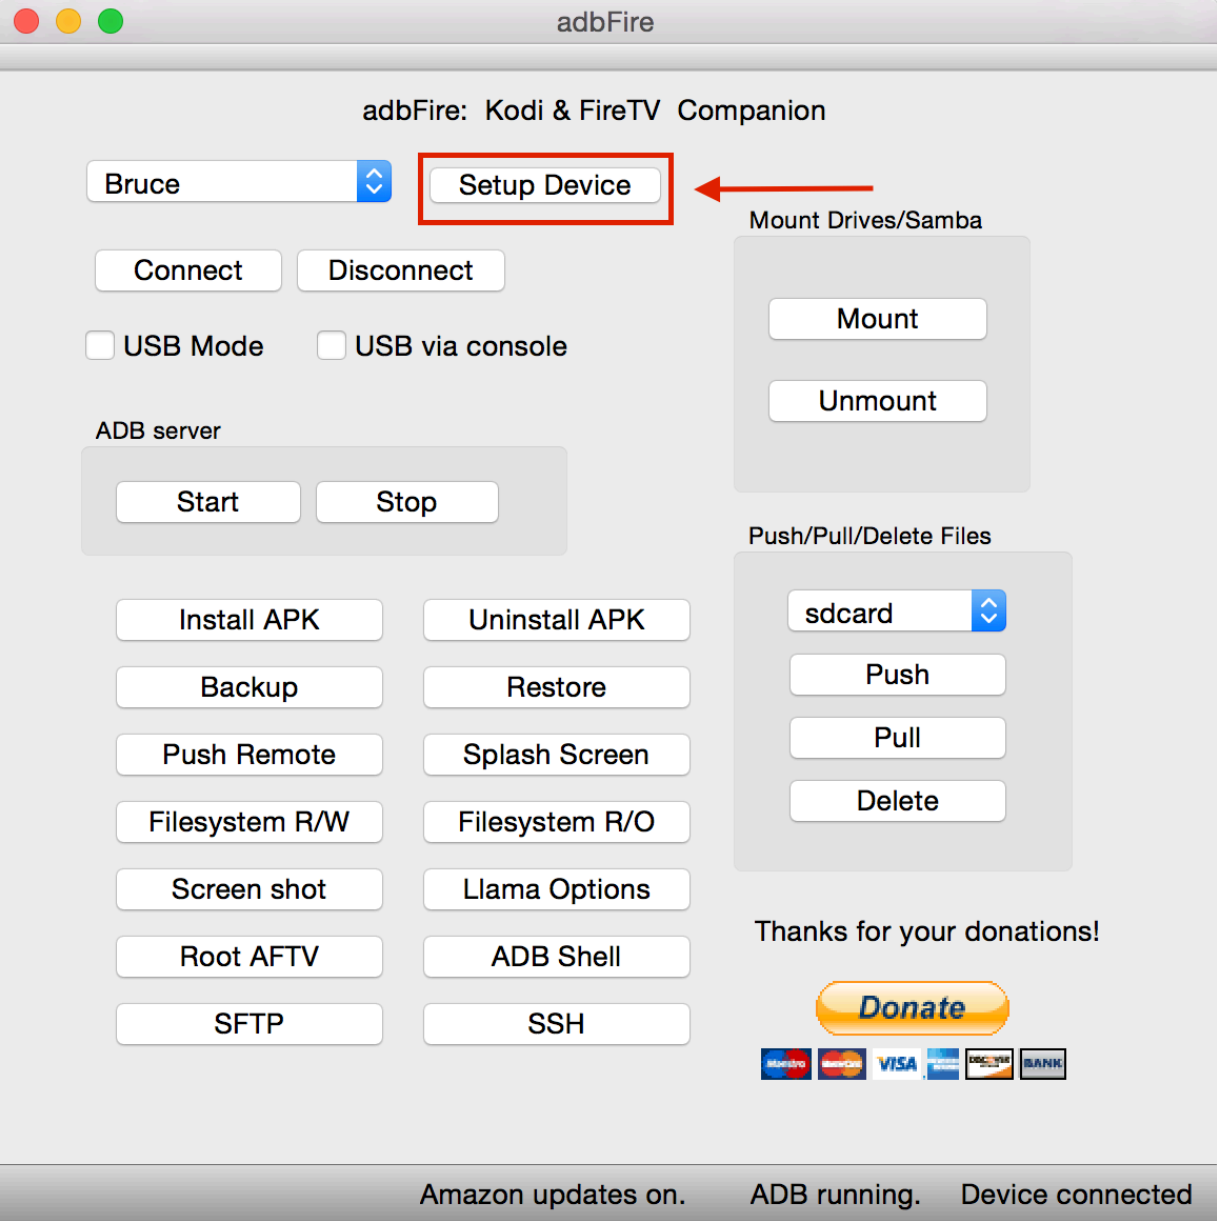 adbFire
adbFire: Kodi & FireTV Companion
Bruce
Setup Device
Connect
Disconnect
USB Mode
USB via console
ADB server
Start
Stop
Install APK
Uninstall APK
Backup
Restore
Push Remote
Splash Screen
Filesystem R/W
Filesystem R/O
Screen shot
Llama Options
Root AFTV
ADB Shell
SFTP
SSH
Mount Drives/Samba
Mount
Unmount
Push/Pull/Delete Files
sdcard
Push
Pull
Delete
Thanks for your donations!
Donate
VISA
BANK
Amazon updates on.
ADB running.
Device connected